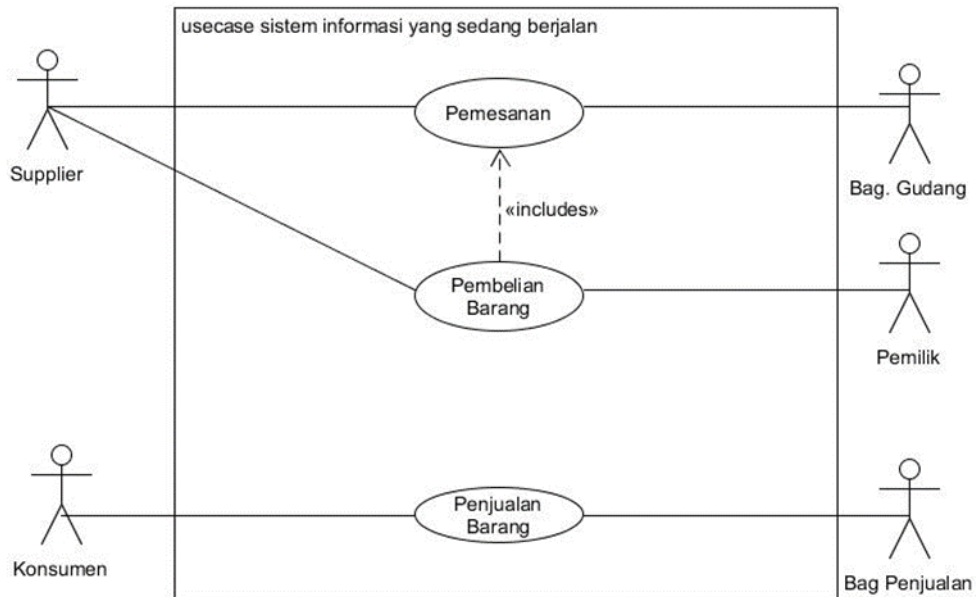 usecase sistem informasi yang sedang berjalan
Supplier
Pemesanan
Bag. Gudang
«includes»
Pembelian
Barang
Pemilik
Konsumen
Penjualan
Barang
Bag Penjualan